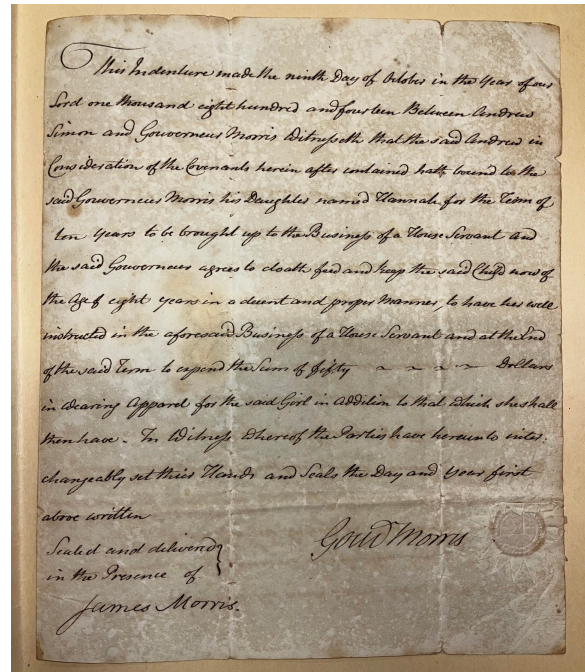 This Indenture made the ninth Day of October in the Year of our
Lord one thousand eight hundred and fourteen Between Andrew
Simon and Gouverneur Morris Witnesseth that the said Andrew in
Consideration of the Covenants herein after contained hath bound to the
said Gouverneur Morris his Daughter named Hannah for the Term of
ten years to be brought up to the Business of a House Servant and
the said Gouverneur agrees to cloath feed and keep the said Child now of
the Age of eight years in a decent and proper Manner, to have her well
instructed in the aforesaid Business of a House Servant and at the End
of the said Term to expend the Sum of fifty ~ ~ ~ ~ Dollars
in wearing Apparel for the said Girl in Addition to that which she shall
then have - In Witness Whereof the Parties have hereunto inter-
changeably set their Hands and Seals the Day and Year first
above written
Sealed and delivered }
in the Presence of
Gouv Morris
James Morris.